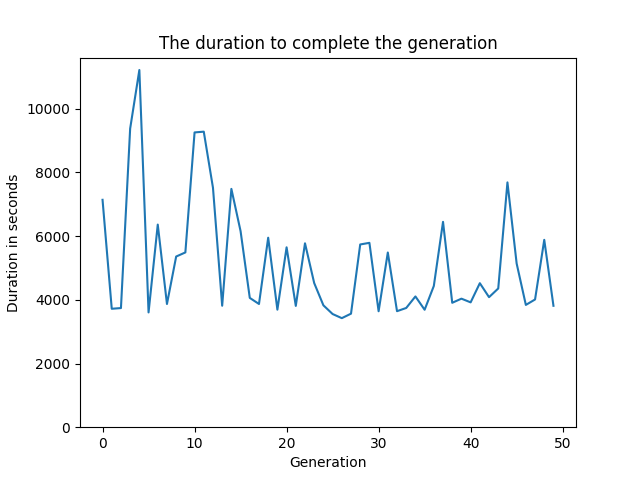 The duration to complete the generation
10000
8000
6000
4000
2000
0
Duration in seconds
0 10 20 30 40 50
Generation